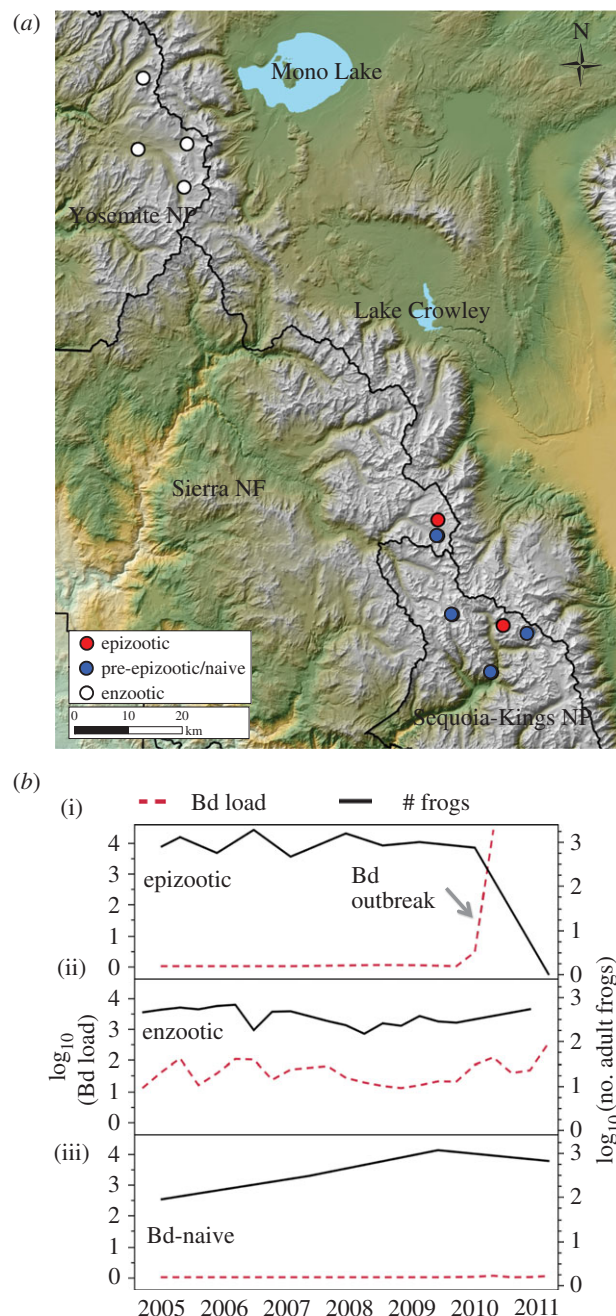 (a)
N
Mono Lake
Yosemite NP
Lake Crowley
Sierra NF
epizootic
pre-epizootic/naive
enzootic
0 10 20
km
Sequoia-Kings NP
(b)
(i)
Bd load # frogs
4
3
2
1
0
epizootic
Bd
outbreak
3
2
1
0
(ii)
4
3
2
1
0
enzootic
3
2
1
0
log10
(Bd load)
log10(no. adult frogs)
(iii)
4
3
2
1
0
Bd-naive
3
2
1
0
2005 2006 2007 2008 2009 2010 2011